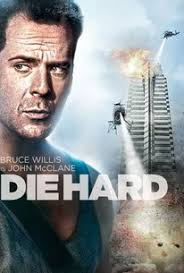 BRUCE WILLIS
IS JOHN McCLANE
DIE HARD